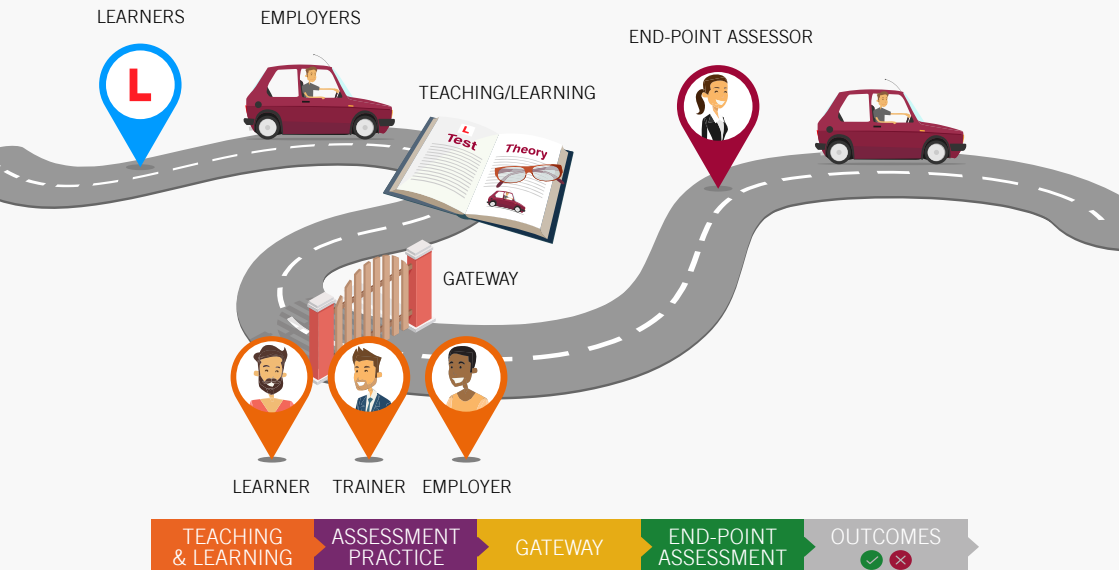 LEARNERS
EMPLOYERS
END-POINT ASSESSOR
L
TEACHING/LEARNING
L
Test
Theory
GATEWAY
LEARNER
TRAINER
EMPLOYER
TEACHING
& LEARNING
ASSESSMENT
PRACTICE
GATEWAY
END-POINT
ASSESSMENT
OUTCOMES